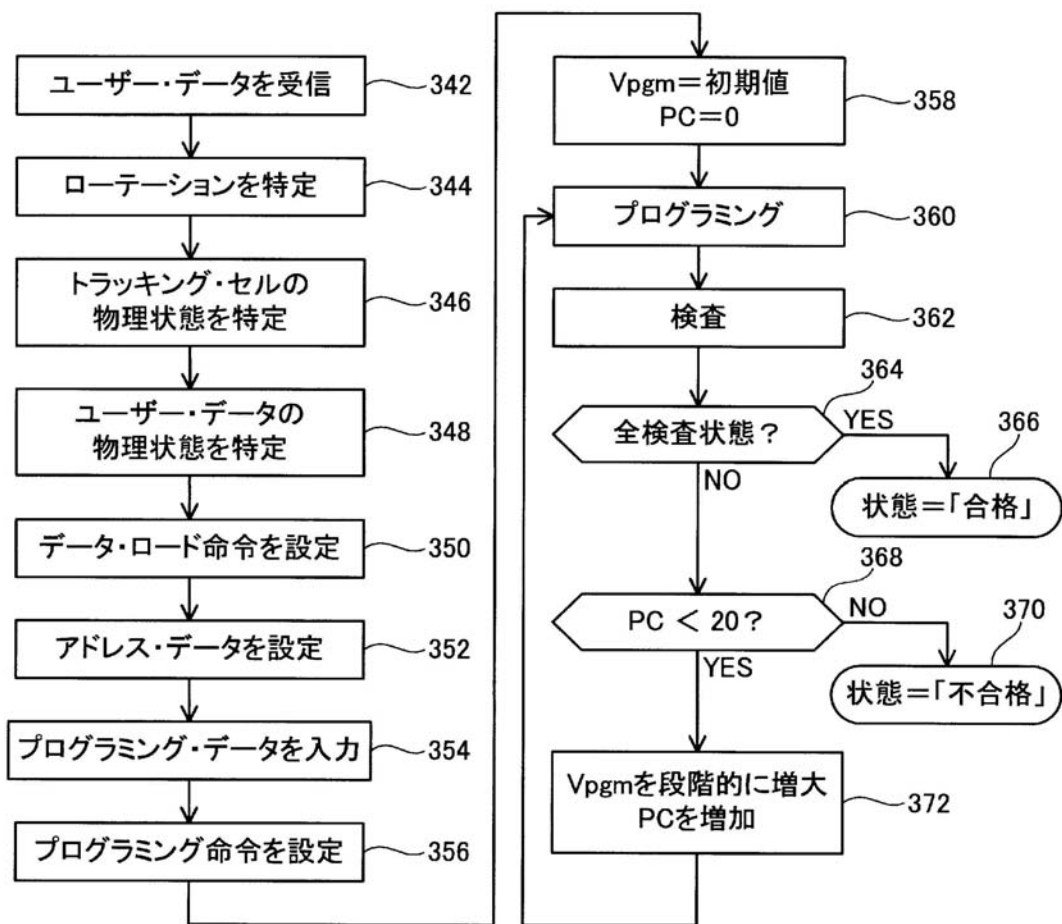 ユーザー・データを受信
342
ローテーションを特定
344
トラッキング・セルの
物理状態を特定
346
ユーザー・データの
物理状態を特定
348
データ・ロード命令を設定
350
アドレス・データを設定
352
プログラミング・データを入力
354
プログラミング命令を設定
356
Vpgm＝初期値
PC＝0
358
プログラミング
360
検査
362
全検査状態？
364
YES
366
状態＝「合格」
NO
PC ＜ 20？
368
NO
370
状態＝「不合格」
YES
Vpgmを段階的に増大
PCを増加
372